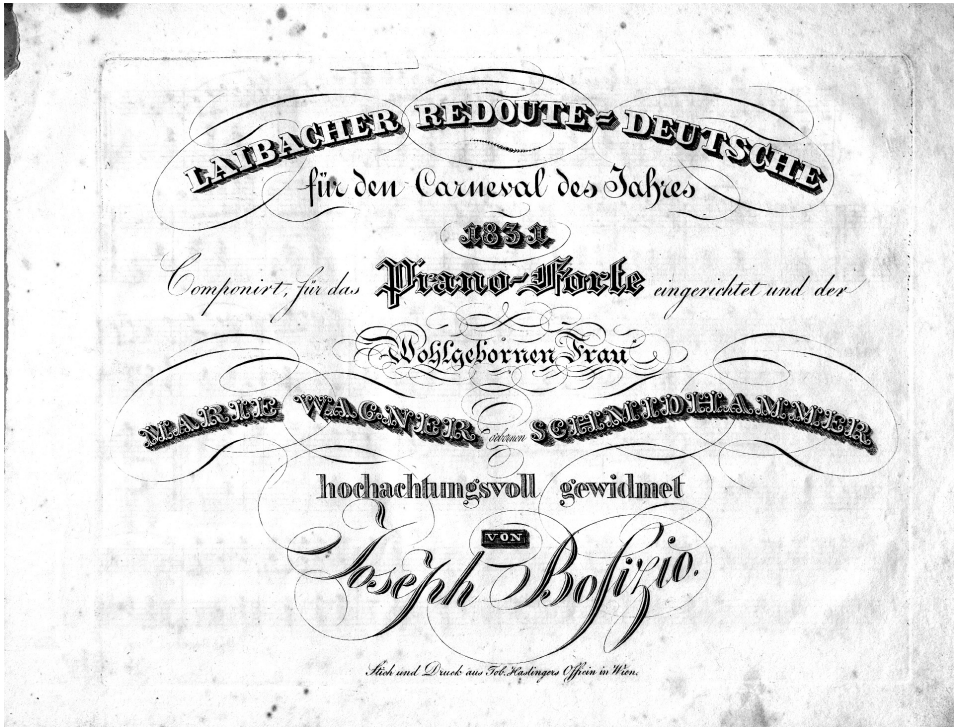 LAIBACHER REDOUTE=DEUTSCHE
für den Carneval des Jahres
1831
Componirt, für das Piano-Forte eingerichtet und der
Wohlgebornen Frau
MARIE WAGNER gebornen SCHMIDHAMMER
hochachtungsvoll gewidmet
VON
Joseph Bosizio.
Stich und Druck aus Tob. Haslingers Officin in Wien.